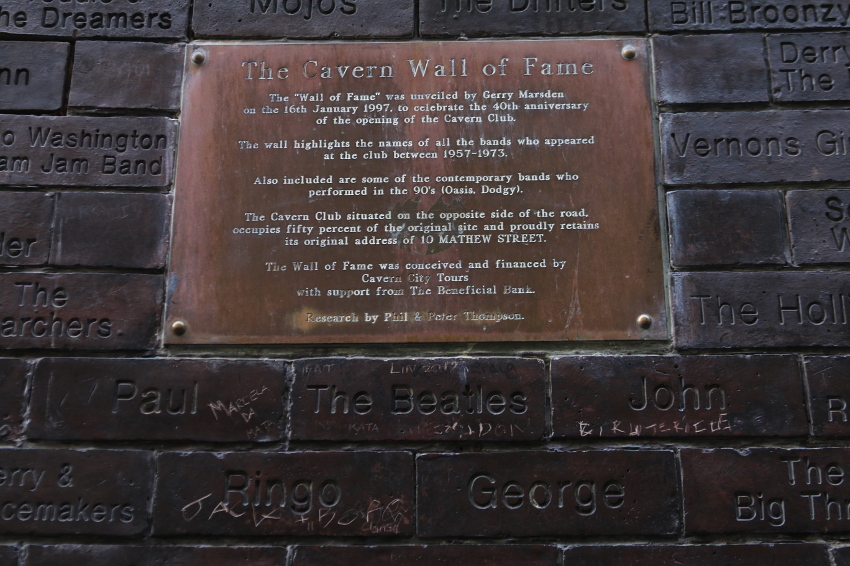 The Dreamers
Mojos
The Drifters
Bill Broonzy
Derry
The
The Cavern Wall of Fame
The "Wall of Fame" was unveiled by Gerry Marsden
on the 16th January 1997, to celebrate the 40th anniversary
of the opening of the Cavern Club.
The wall highlights the names of all the bands who appeared
at the club between 1957-1973.
Also included are some of the contemporary bands who
performed in the 90's (Oasis, Dodgy).
The Cavern Club situated on the opposite side of the road,
occupies fifty percent of the original site and proudly retains
its original address of 10 MATHEW STREET.
The Wall of Fame was conceived and financed by
Cavern City Tours
with support from The Beneficial Bank.
Research by Phil & Peter Thompson.
o Washington
am Jam Band
Vernons Gi
The
archers
The Holl
Paul
MARCELA
The Beatles
LIN 2012
KATA
John
erry &
cemakers
Ringo
JACK
George
The
Big Thr